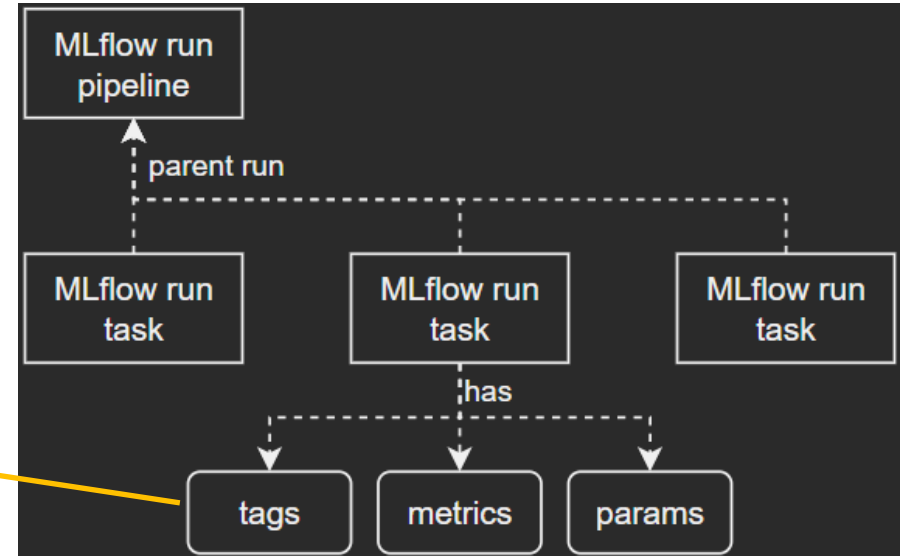 MLflow run
pipeline
parent run
MLflow run
task
MLflow run
task
MLflow run
task
has
tags
metrics
params